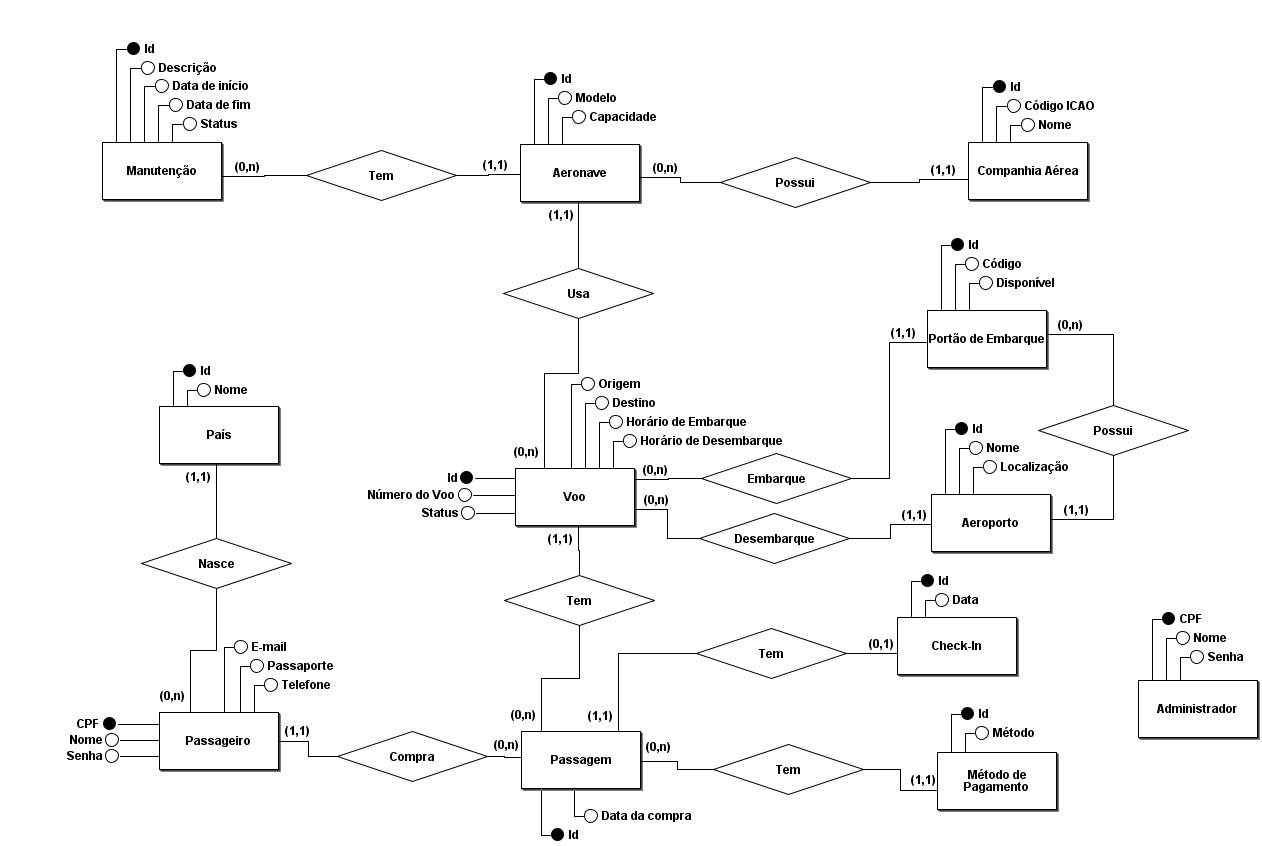 Id
Descrição
Data de início
Data de fim
Status
Manutenção
(0,n)
Tem
(1,1)
Id
Modelo
Capacidade
Aeronave
(0,n)
Possui
(1,1)
Id
Código ICAO
Nome
Companhia Aérea
(1,1)
Usa
(0,n)
Id
Código
Disponível
Portão de Embarque
(1,1)
(0,n)
Possui
(1,1)
Id
Nome
País
(1,1)
Nasce
(0,n)
Origem
Destino
Horário de Embarque
Horário de Desembarque
Id
Número do Voo
Status
Voo
(0,n)
Embarque
(0,n)
Desembarque
(1,1)
Id
Nome
Localização
Aeroporto
(1,1)
Tem
(0,n)
Id
Data
Check-In
(0,1)
Tem
(1,1)
CPF
Nome
Senha
Administrador
E-mail
Passaporte
Telefone
CPF
Nome
Senha
Passageiro
(1,1)
Compra
(0,n)
Passagem
Data da compra
Id
(0,n)
Tem
(1,1)
Id
Método
Método de
Pagamento